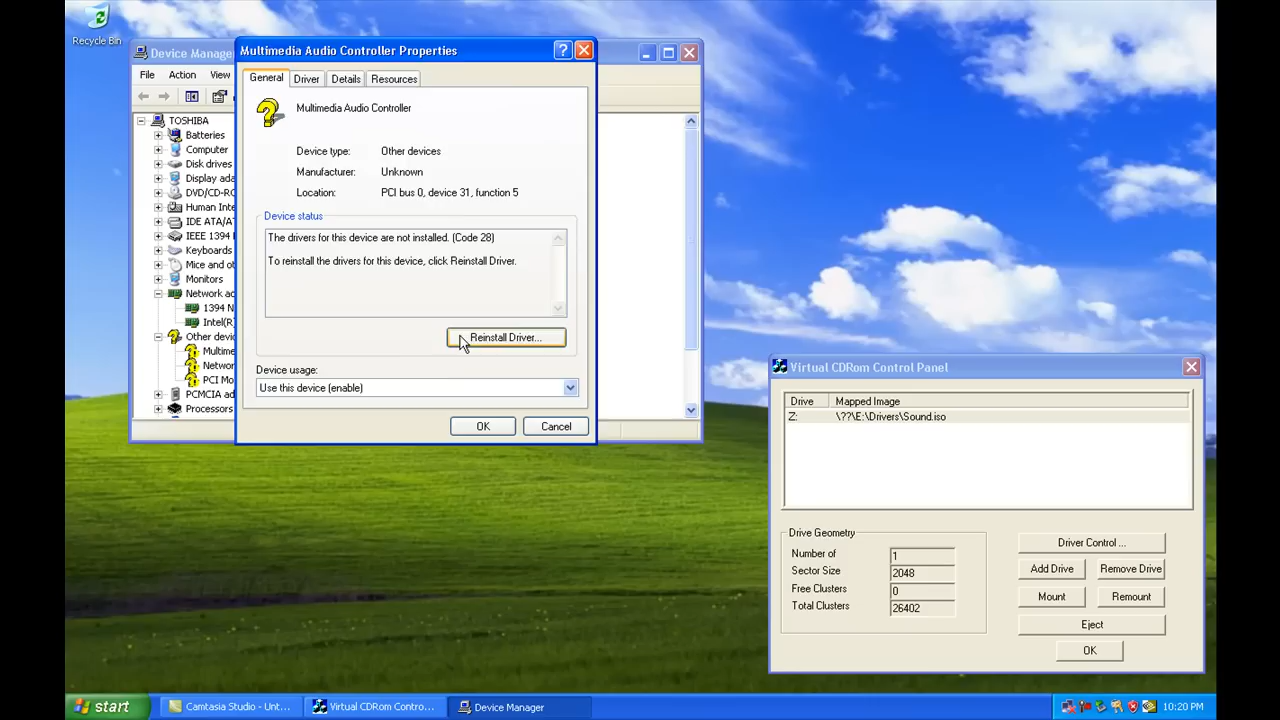 Recycle Bin
Device Manager
File Action View
TOSHIBA
Batteries
Computer
Disk drives
Display ada
DVD/CD-RO
Human Inte
IDE ATA/AT
IEEE 1394
Keyboards
Mice and ot
Monitors
Network ad
1394 N
Intel(R)
Other devi
Multime
Networ
PCI Mo
PCMCIA ad
Processors
Multimedia Audio Controller Properties
General Driver Details Resources
Multimedia Audio Controller
Device type: Other devices
Manufacturer: Unknown
Location: PCI bus 0, device 31, function 5
Device status
The drivers for this device are not installed. (Code 28)
To reinstall the drivers for this device, click Reinstall Driver.
Reinstall Driver...
Device usage:
Use this device (enable)
OK Cancel
Virtual CDRom Control Panel
Drive Mapped Image
Z: \??\E:\Drivers\Sound.iso
Drive Geometry
Number of 1
Sector Size 2048
Free Clusters 0
Total Clusters 26402
Driver Control ...
Add Drive Remove Drive
Mount Remount
Eject
OK
start Camtasia Studio - Unt... Virtual CDRom Contro... Device Manager 10:20 PM